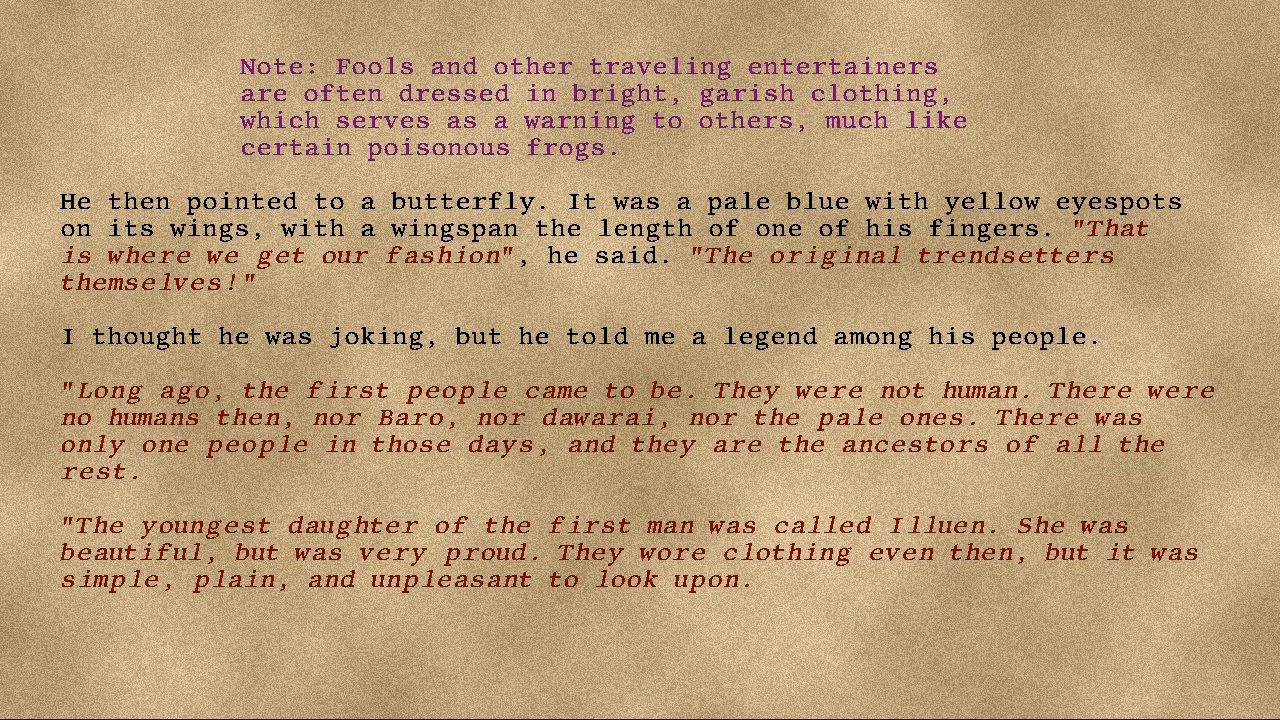 Note: Fools and other traveling entertainers
are often dressed in bright, garish clothing,
which serves as a warning to others, much like
certain poisonous frogs.
He then pointed to a butterfly. It was a pale blue with yellow eyespots
on its wings, with a wingspan the length of one of his fingers. "That
is where we get our fashion", he said. "The original trendsetters
themselves!"
I thought he was joking, but he told me a legend among his people.
"Long ago, the first people came to be. They were not human. There were
no humans then, nor Baro, nor dawarai, nor the pale ones. There was
only one people in those days, and they are the ancestors of all the
rest.
"The youngest daughter of the first man was called Illuen. She was
beautiful, but was very proud. They wore clothing even then, but it was
simple, plain, and unpleasant to look upon.